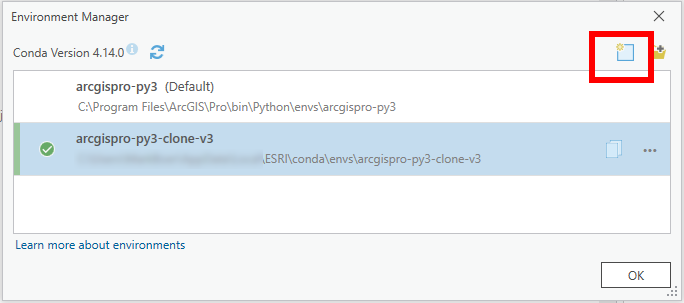 Environment Manager
Conda Version 4.14.0
arcgispro-py3 (Default)
C:\Program Files\ArcGIS\Pro\bin\Python\envs\arcgispro-py3
arcgispro-py3-clone-v3
\ESRI\conda\envs\arcgispro-py3-clone-v3
Learn more about environments
OK